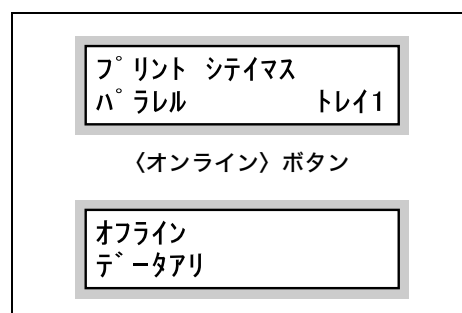 プリント シテイマス
パラレル トレイ1
〈オンライン〉ボタン
オフライン
データアリ